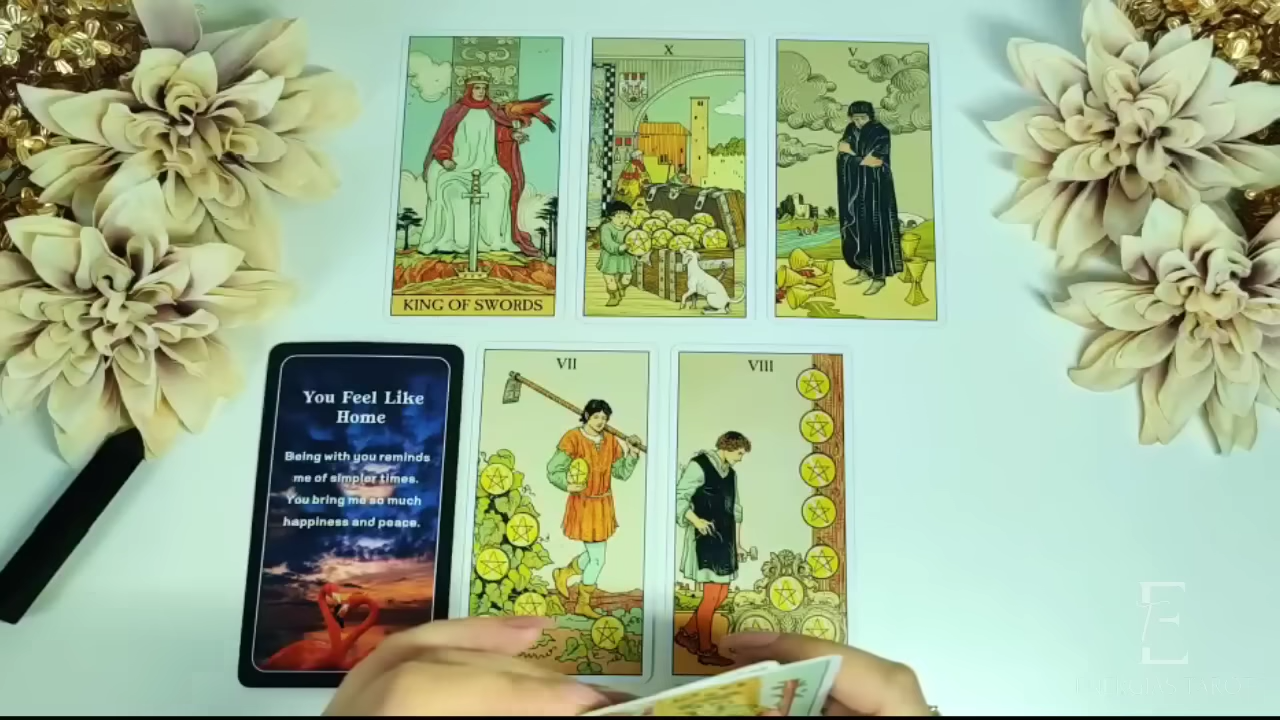 X
V
KING OF SWORDS
You Feel Like
Home
Being with you reminds
me of simpler times.
You bring me so much
happiness and peace.
VII
VIII
E